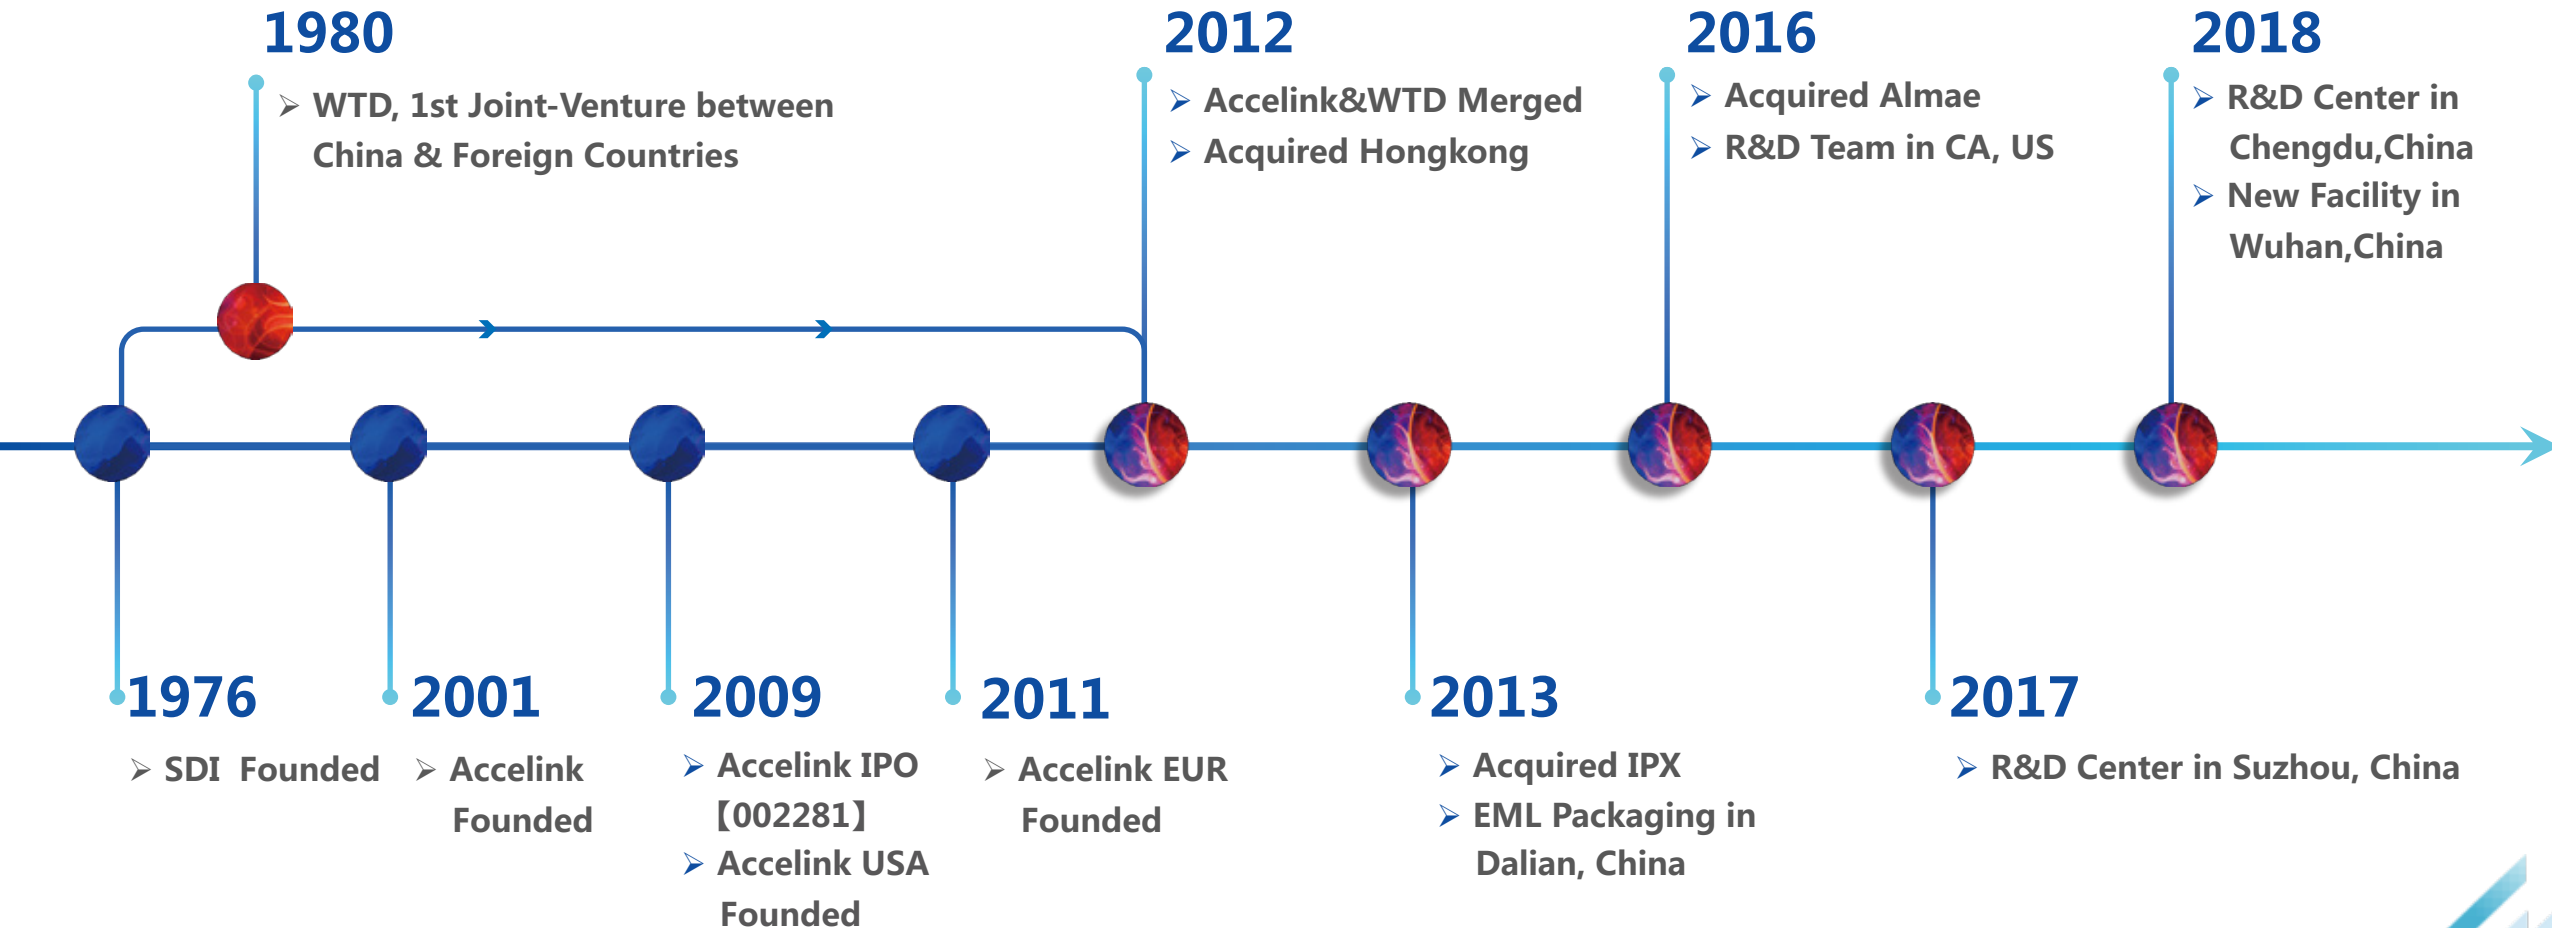 1980
➢ WTD, 1st Joint-Venture between
China & Foreign Countries
2012
➢ Accelink&WTD Merged
➢ Acquired Hongkong
2016
➢ Acquired Almae
➢ R&D Team in CA, US
2018
➢ R&D Center in
Chengdu,China
➢ New Facility in
Wuhan,China
1976
➢ SDI Founded
2001
➢ Accelink
Founded
2009
➢ Accelink IPO
【002281】
➢ Accelink USA
Founded
2011
➢ Accelink EUR
Founded
2013
➢ Acquired IPX
➢ EML Packaging in
Dalian, China
2017
➢ R&D Center in Suzhou, China